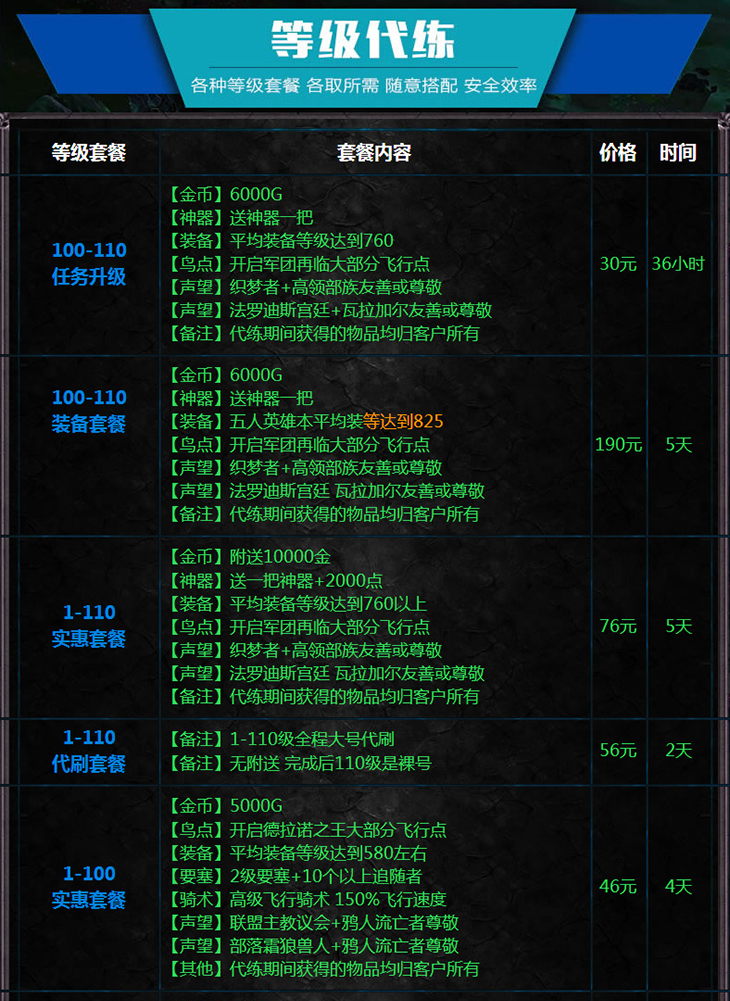 等级代练
各种等级套餐 各取所需 随意搭配 安全效率
等级套餐 套餐内容 价格 时间
100-110
任务升级
【金币】6000G
【神器】送神器一把
【装备】平均装备等级达到760
【鸟点】开启军团再临大部分飞行点
【声望】织梦者+高领部族友善或尊敬
【声望】法罗迪斯宫廷+瓦拉加尔友善或尊敬
【备注】代练期间获得的物品均归客户所有
30元 36小时
100-110
装备套餐
【金币】6000G
【神器】送神器一把
【装备】五人英雄本平均装等达到825
【鸟点】开启军团再临大部分飞行点
【声望】织梦者+高领部族友善或尊敬
【声望】法罗迪斯宫廷 瓦拉加尔友善或尊敬
【备注】代练期间获得的物品均归客户所有
190元 5天
1-110
实惠套餐
【金币】附送10000金
【神器】送一把神器+2000点
【装备】平均装备等级达到760以上
【鸟点】开启军团再临大部分飞行点
【声望】织梦者+高领部族友善或尊敬
【声望】法罗迪斯宫廷 瓦拉加尔友善或尊敬
【备注】代练期间获得的物品均归客户所有
76元 5天
1-110
代刷套餐
【备注】1-110级全程大号代刷
【备注】无附送 完成后110级是裸号
56元 2天
1-100
实惠套餐
【金币】5000G
【鸟点】开启德拉诺之王大部分飞行点
【装备】平均装备等级达到580左右
【要塞】2级要塞+10个以上追随者
【骑术】高级飞行骑术 150%飞行速度
【声望】联盟主教议会+鸦人流亡者尊敬
【声望】部落霜狼兽人+鸦人流亡者尊敬
【其他】代练期间获得的物品均归客户所有
46元 4天